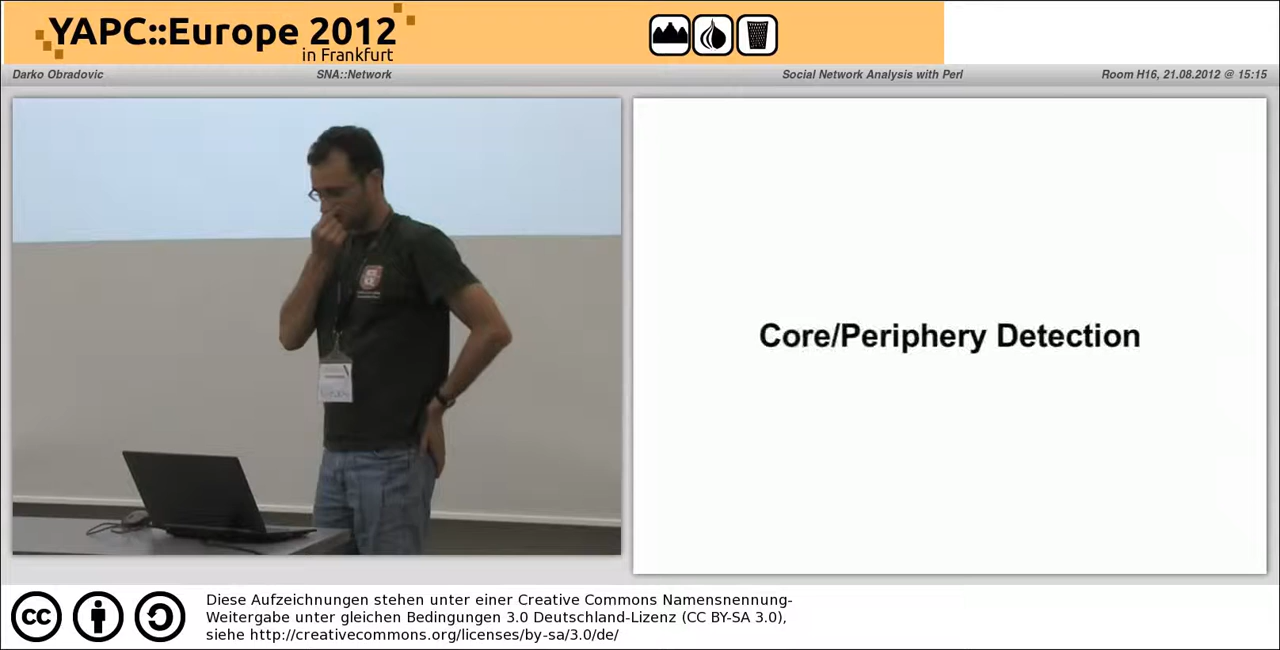 YAPC::Europe 2012
in Frankfurt
Darko Obradovic
SNA::Network
Social Network Analysis with Perl
Room H16, 21.08.2012 @ 15:15
Core/Periphery Detection
cc
Diese Aufzeichnungen stehen unter einer Creative Commons Namensnennung-
Weitergabe unter gleichen Bedingungen 3.0 Deutschland-Lizenz (CC BY-SA 3.0),
siehe http://creativecommons.org/licenses/by-sa/3.0/de/